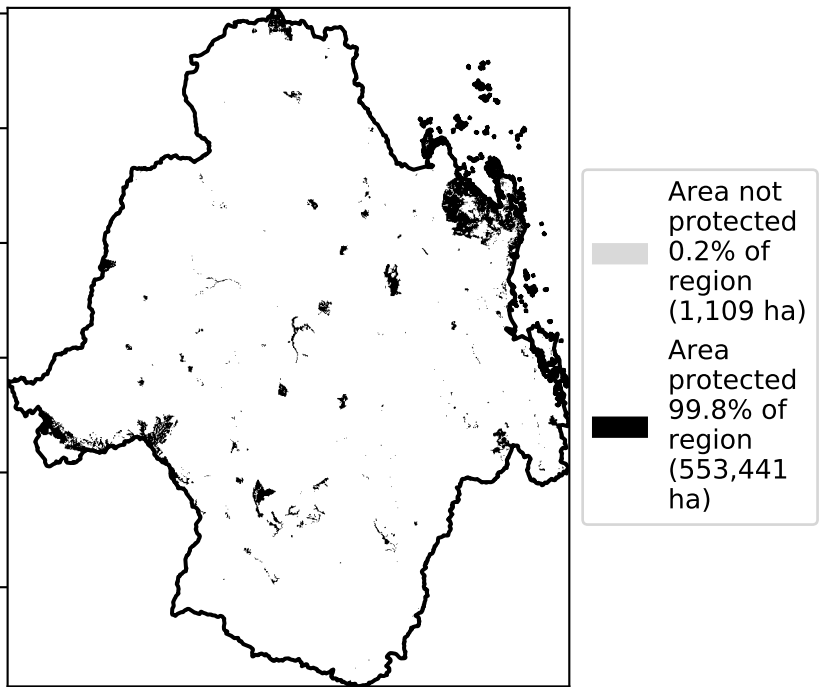 Area not
protected
0.2% of
region
(1,109 ha)
Area
protected
99.8% of
region
(553,441
ha)